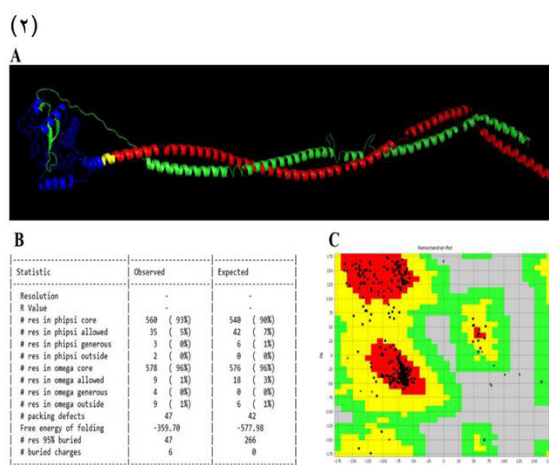 (٢)
A
B
C
Statistic | Observed | Expected
Resolution | - | -
R Value | - | -
# res in phipsi core | 560 ( 93%) | 540 ( 90%)
# res in phipsi allowed | 35 ( 5%) | 42 ( 7%)
# res in phipsi generous | 3 ( 0%) | 6 ( 1%)
# res in phipsi outside | 2 ( 0%) | 0 ( 0%)
# res in omega core | 578 ( 96%) | 576 ( 96%)
# res in omega allowed | 9 ( 1%) | 18 ( 3%)
# res in omega generous | 4 ( 0%) | 0 ( 0%)
# res in omega outside | 9 ( 1%) | 6 ( 1%)
# packing defects | 47 | 42
Free energy of folding | -359.70 | -577.98
# res 95% buried | 47 | 266
# buried charges | 6 | 0
Ramachandran Plot